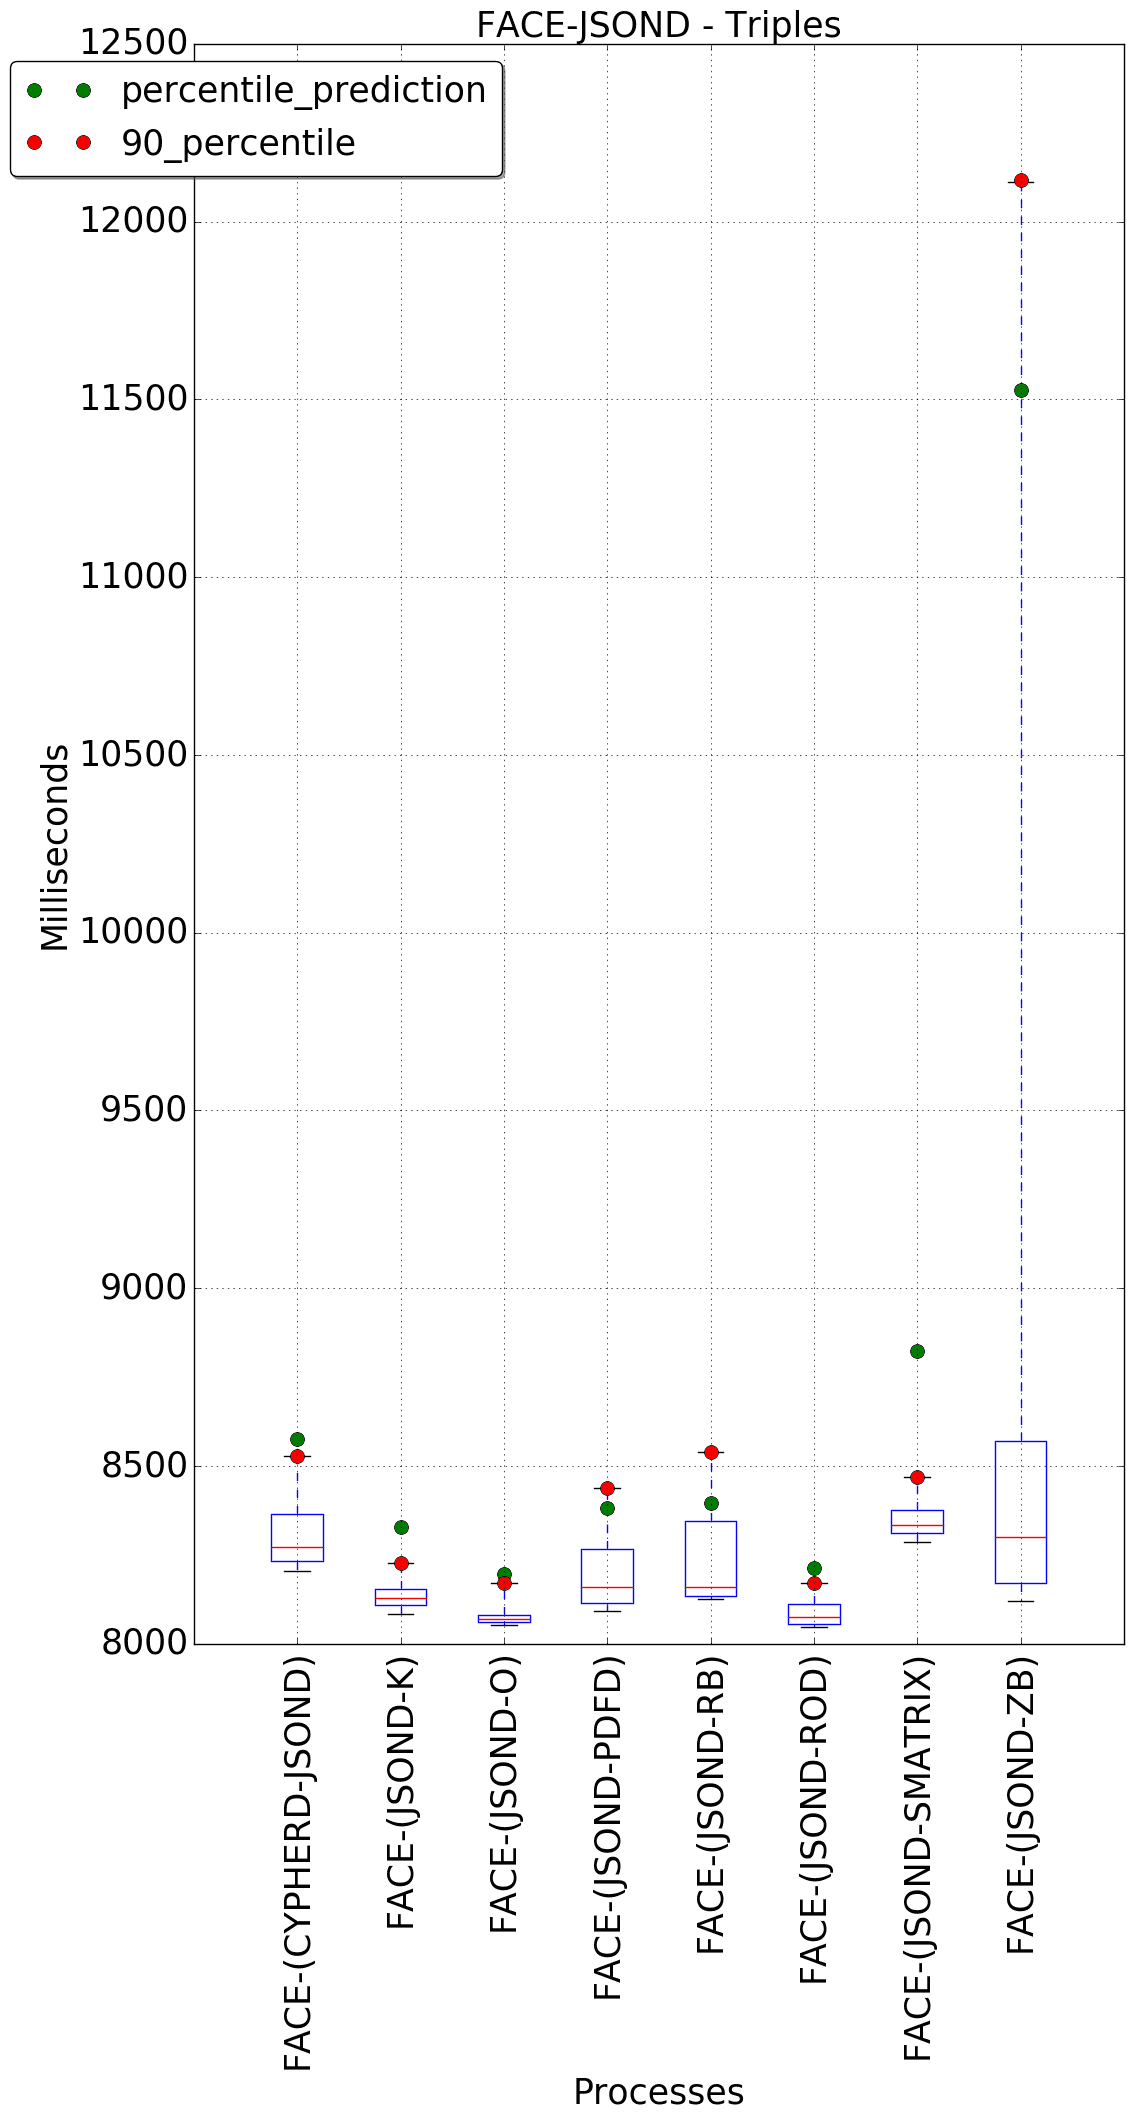 FACE-JSOND - Triples
percentile_prediction
90_percentile
12500
12000
11500
11000
10500
10000
9500
9000
8500
8000
Milliseconds
FACE-(CYPHERD-JSOND)
FACE-(JSOND-K)
FACE-(JSOND-O)
FACE-(JSOND-PDFD)
FACE-(JSOND-RB)
FACE-(JSOND-ROD)
FACE-(JSOND-SMATRIX)
FACE-(JSOND-ZB)
Processes